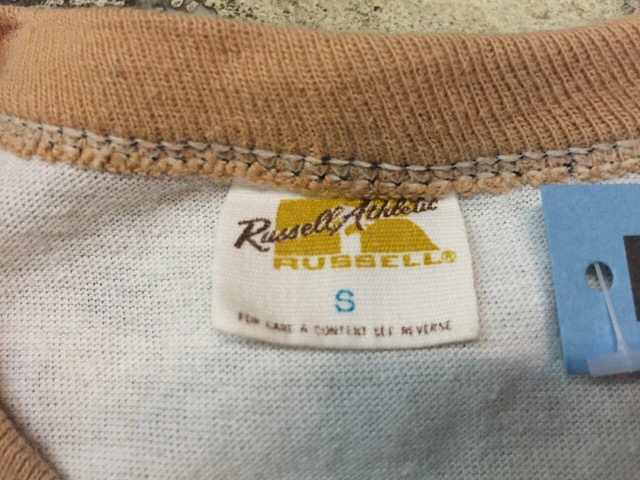 Russell Athletic
RUSSELL®
S
FOR CARE & CONTENT SEE REVERSE